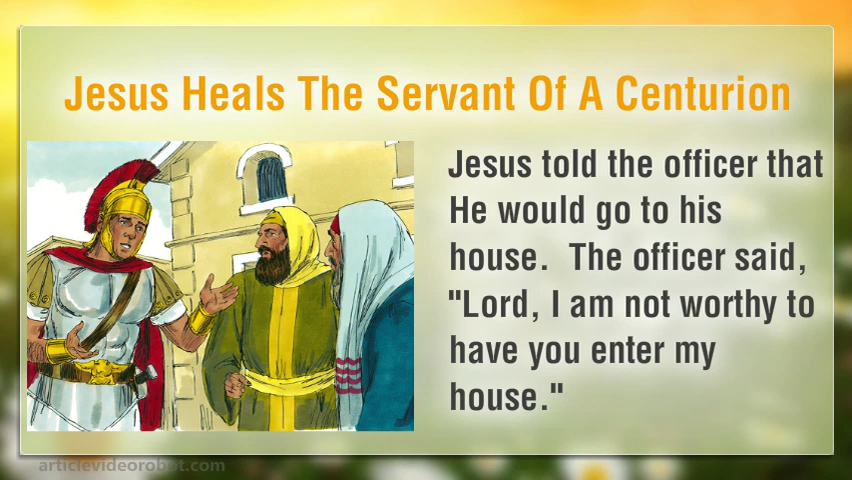 Jesus Heals The Servant Of A Centurion
Jesus told the officer that
He would go to his
house.  The officer said,
"Lord, I am not worthy to
have you enter my
house."
articlevideorobot.com